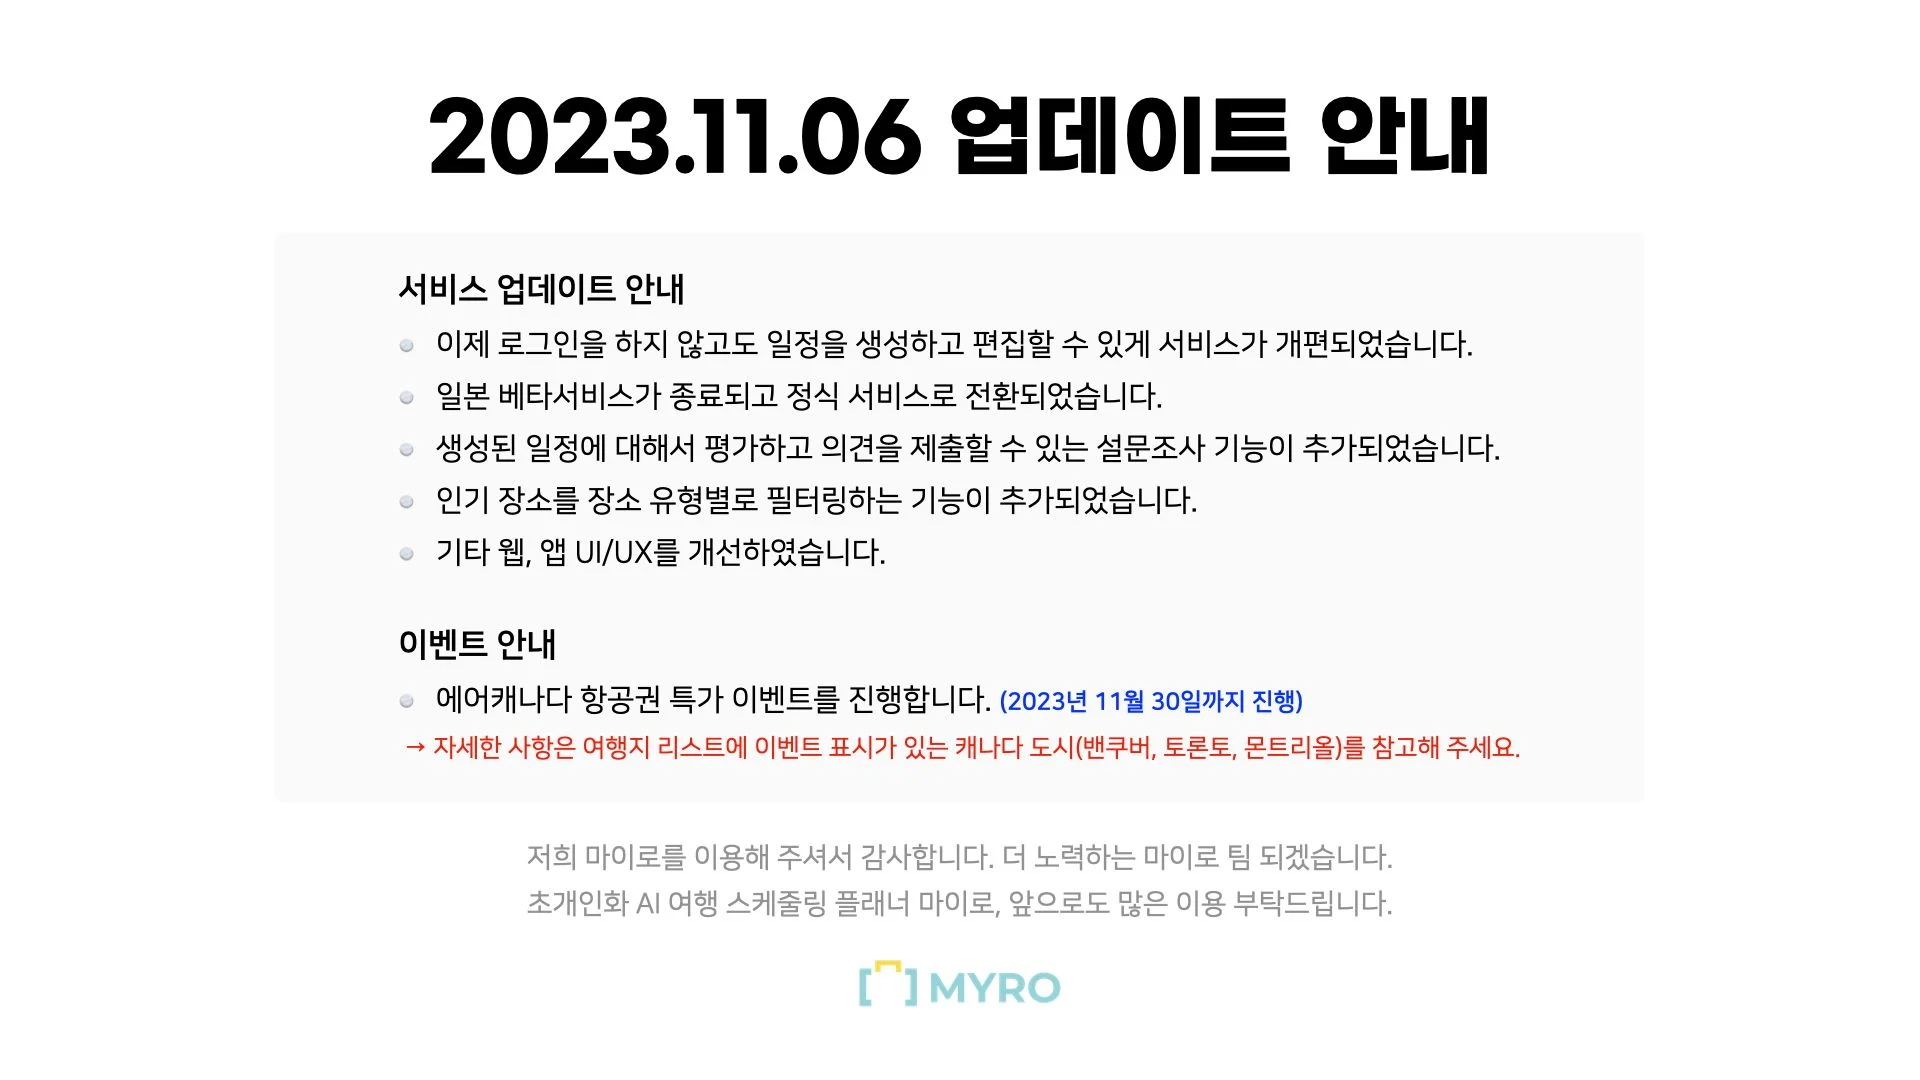 2023.11.06 업데이트 안내
서비스 업데이트 안내
이제 로그인을 하지 않고도 일정을 생성하고 편집할 수 있게 서비스가 개편되었습니다.
일본 베타서비스가 종료되고 정식 서비스로 전환되었습니다.
생성된 일정에 대해서 평가하고 의견을 제출할 수 있는 설문조사 기능이 추가되었습니다.
인기 장소를 장소 유형별로 필터링하는 기능이 추가되었습니다.
기타 웹, 앱 UI/UX를 개선하였습니다.
이벤트 안내
에어캐나다 항공권 특가 이벤트를 진행합니다. (2023년 11월 30일까지 진행)
→ 자세한 사항은 여행지 리스트에 이벤트 표시가 있는 캐나다 도시(밴쿠버, 토론토, 몬트리올)를 참고해 주세요.
저희 마이로를 이용해 주셔서 감사합니다. 더 노력하는 마이로 팀 되겠습니다.
초개인화 AI 여행 스케줄링 플래너 마이로, 앞으로도 많은 이용 부탁드립니다.
MYRO